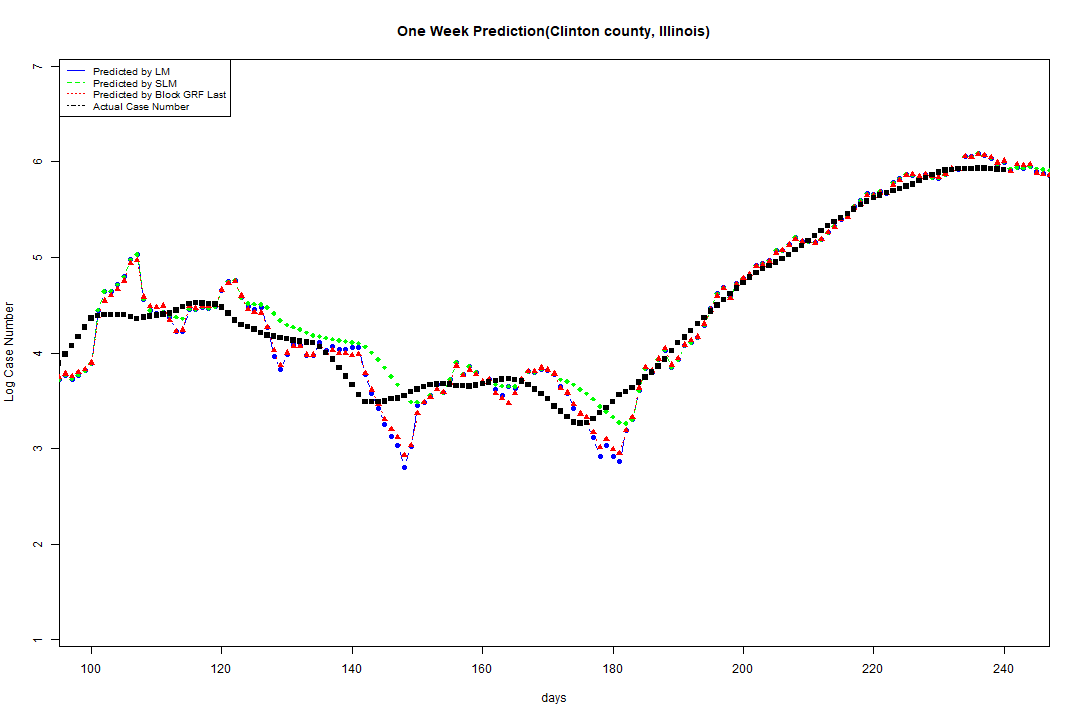 One Week Prediction(Clinton county, Illinois)
Predicted by LM
Predicted by SLM
Predicted by Block GRF Last
Actual Case Number
7
6
5
4
3
2
1
Log Case Number
100 120 140 160 180 200 220 240
days